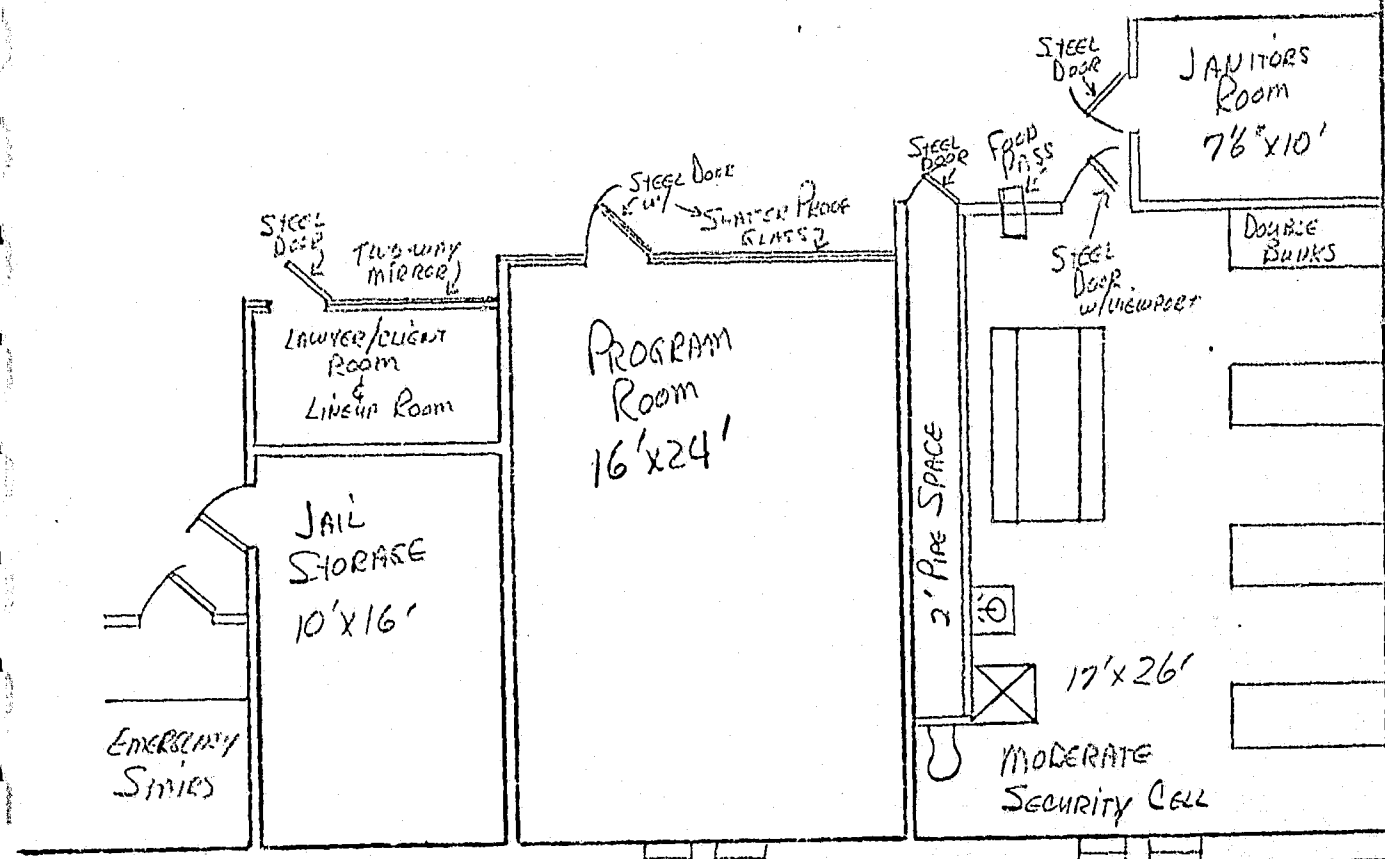 STEEL
DOOR
JANITORS
ROOM
7'6"X10'
STEEL
DOOR
FOOD
PASS
STEEL DOOR
W/
SHATER PROOF
GLASS
STEEL
DOOR
TWO-WAY
MIRROR
DOUBLE
BUNKS
STEEL
DOOR
W/VIEWPORT
LAWYER/CLIENT
ROOM
&
LINEUP ROOM
PROGRAM
ROOM
16'X24'
2' PIPE SPACE
JAIL
STORAGE
10'X16'
17'X26'
EMERGENCY
STAIRS
MODERATE
SECURITY CELL